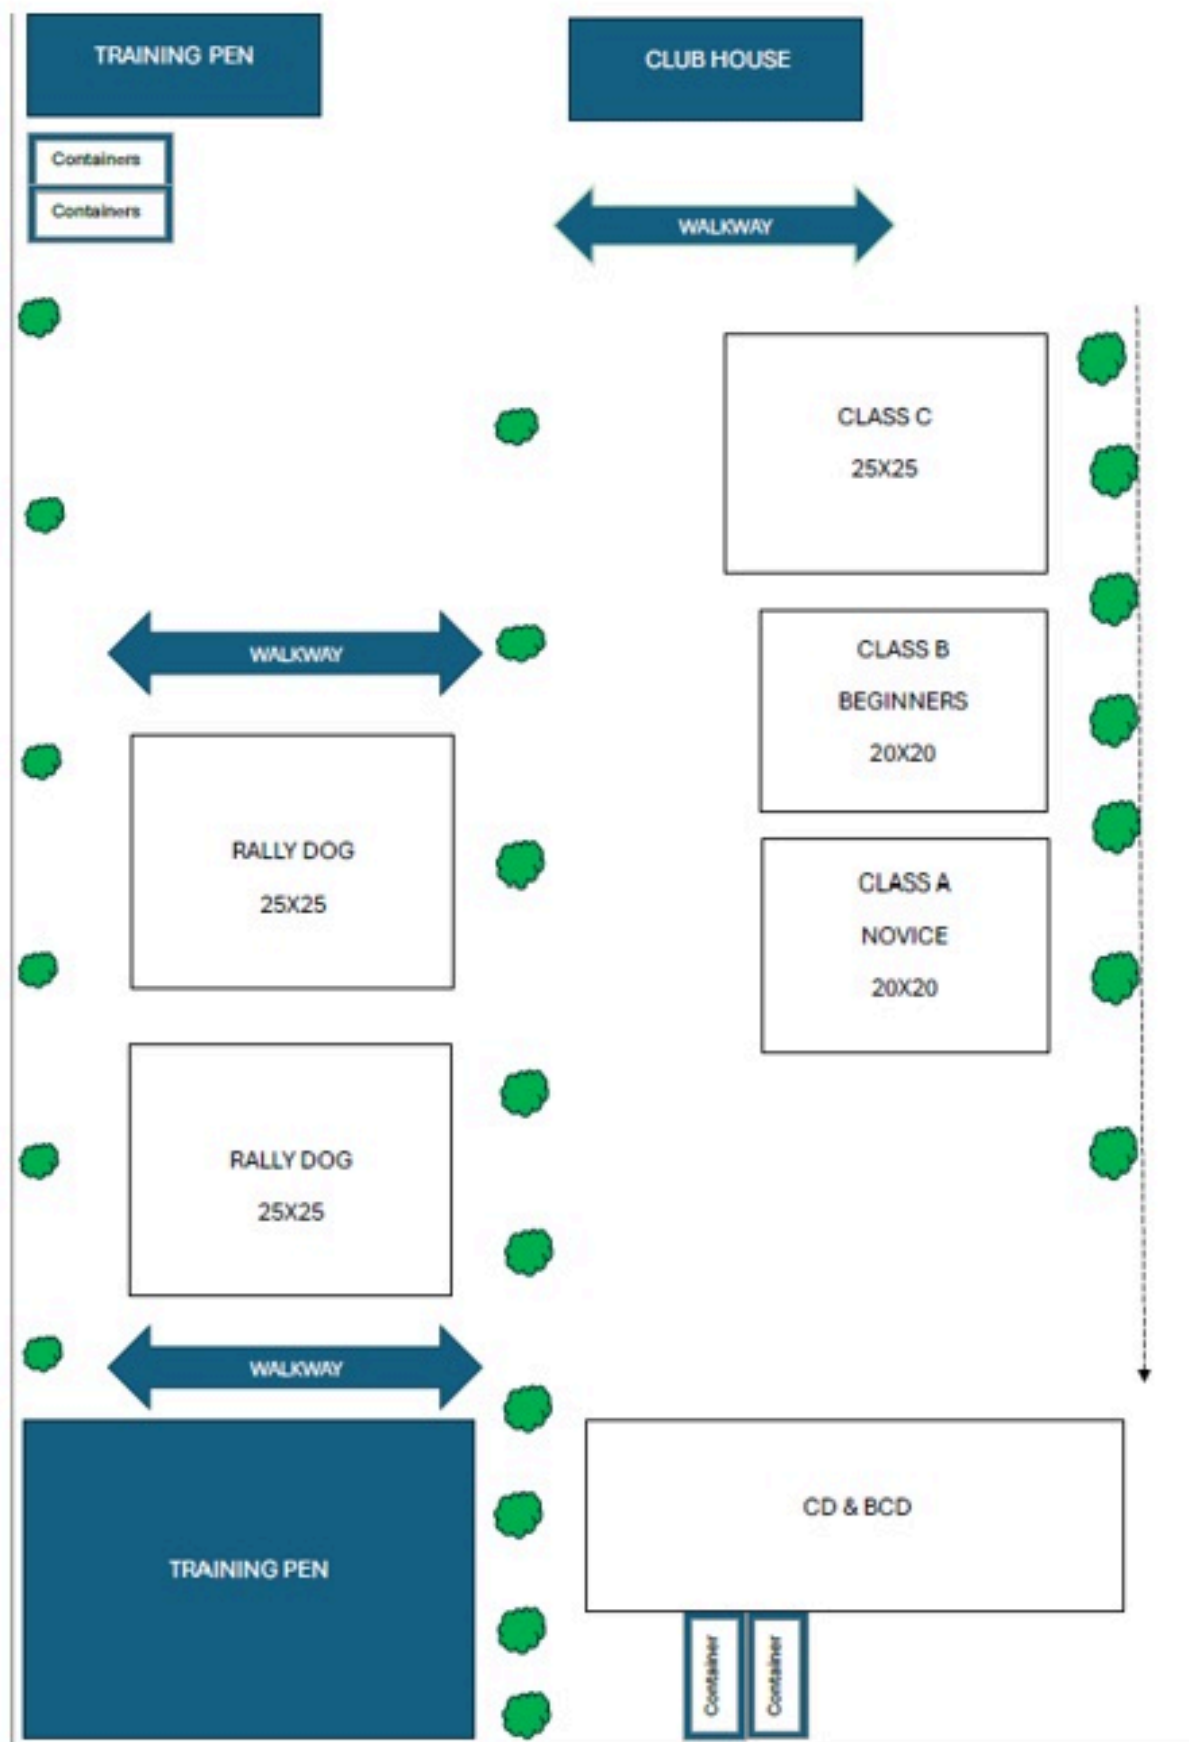 TRAINING PEN
CLUB HOUSE
Containers
Containers
WALKWAY
CLASS C
25X25
WALKWAY
CLASS B
BEGINNERS
20X20
RALLY DOG
25X25
CLASS A
NOVICE
20X20
RALLY DOG
25X25
WALKWAY
CD & BCD
TRAINING PEN
Container
Container